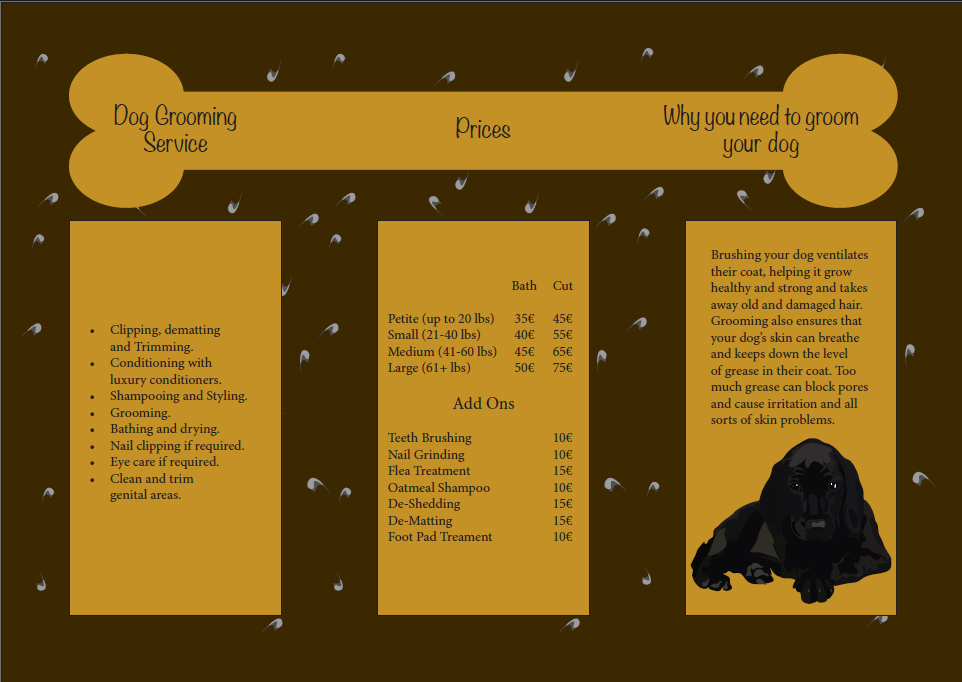 Dog Grooming
Service
Prices
Why you need to groom
your dog
• Clipping, dematting
and Trimming.
• Conditioning with
luxury conditioners.
• Shampooing and Styling.
• Grooming.
• Bathing and drying.
• Nail clipping if required.
• Eye care if required.
• Clean and trim
genital areas.
Bath Cut
Petite (up to 20 lbs) 35€ 45€
Small (21-40 lbs) 40€ 55€
Medium (41-60 lbs) 45€ 65€
Large (61+ lbs) 50€ 75€
Add Ons
Teeth Brushing 10€
Nail Grinding 10€
Flea Treatment 15€
Oatmeal Shampoo 10€
De-Shedding 15€
De-Matting 15€
Foot Pad Treament 10€
Brushing your dog ventilates
their coat, helping it grow
healthy and strong and takes
away old and damaged hair.
Grooming also ensures that
your dog's skin can breathe
and keeps down the level
of grease in their coat. Too
much grease can block pores
and cause irritation and all
sorts of skin problems.